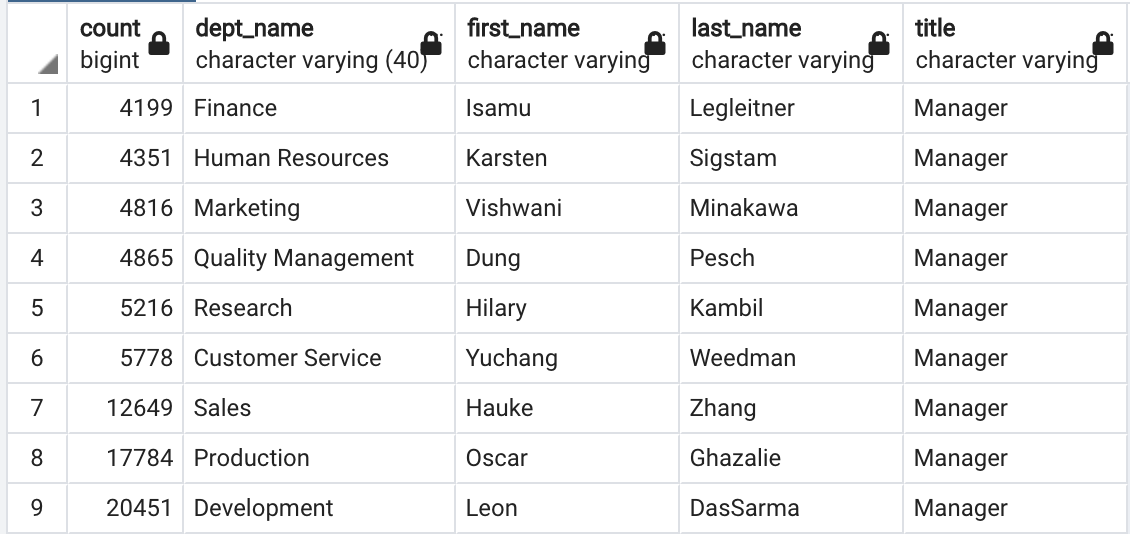 count dept_name first_name last_name title
bigint character varying (40) character varying character varying character varying
1 4199 Finance Isamu Legleitner Manager
2 4351 Human Resources Karsten Sigstam Manager
3 4816 Marketing Vishwani Minakawa Manager
4 4865 Quality Management Dung Pesch Manager
5 5216 Research Hilary Kambil Manager
6 5778 Customer Service Yuchang Weedman Manager
7 12649 Sales Hauke Zhang Manager
8 17784 Production Oscar Ghazalie Manager
9 20451 Development Leon DasSarma Manager